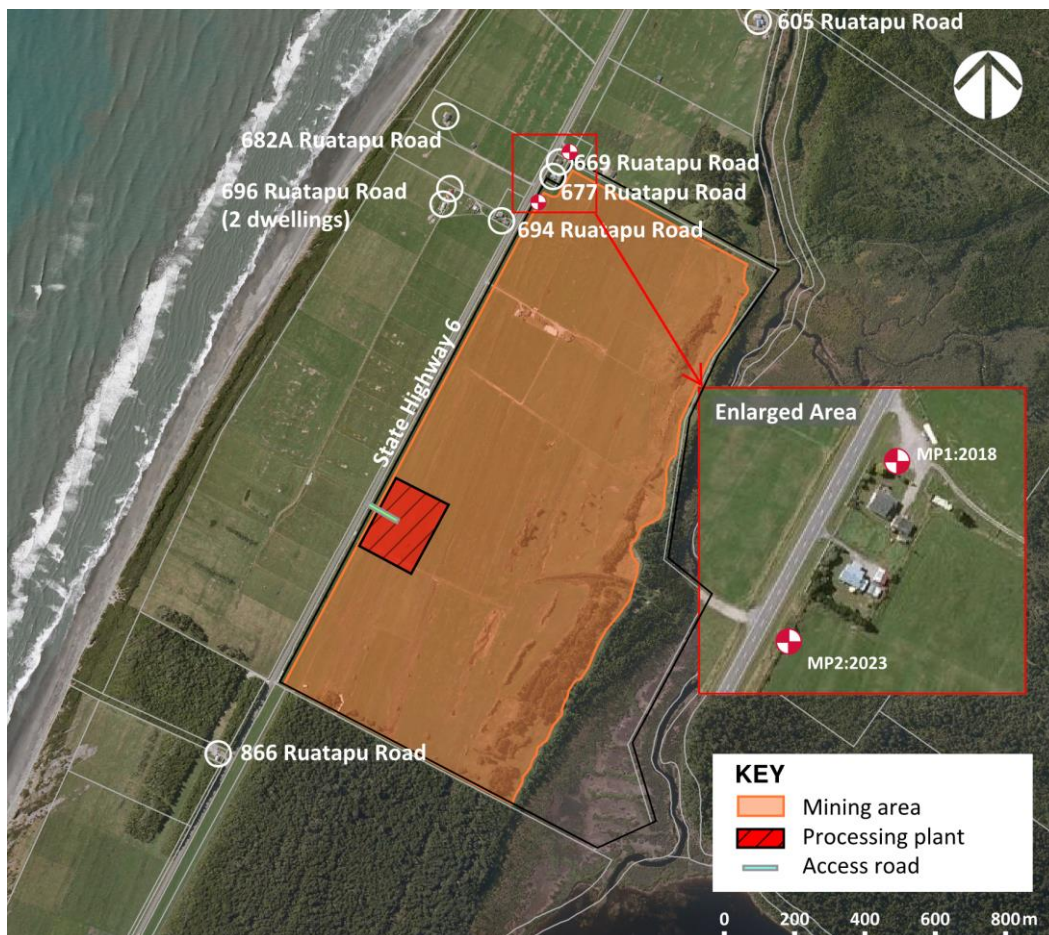 605 Ruatapu Road
682A Ruatapu Road
669 Ruatapu Road
696 Ruatapu Road
(2 dwellings)
677 Ruatapu Road
694 Ruatapu Road
State Highway 6
Enlarged Area
MP1:2018
MP2:2023
866 Ruatapu Road
KEY
Mining area
Processing plant
Access road
0 200 400 600 800m